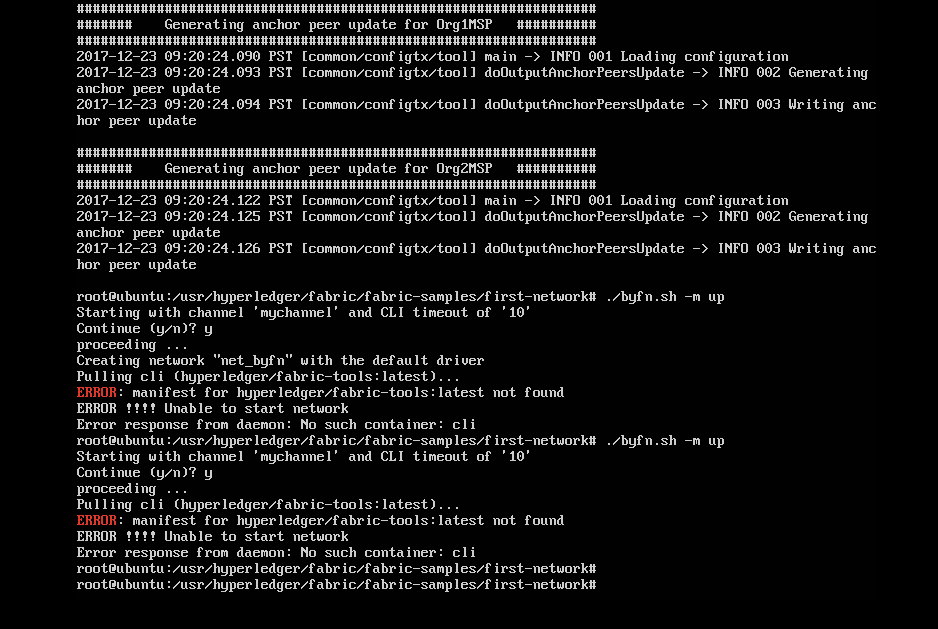 #################################################################
#######    Generating anchor peer update for Org1MSP   ##########
#################################################################
2017-12-23 09:20:24.090 PST [common/configtx/tool] main -> INFO 001 Loading configuration
2017-12-23 09:20:24.093 PST [common/configtx/tool] doOutputAnchorPeersUpdate -> INFO 002 Generating
anchor peer update
2017-12-23 09:20:24.094 PST [common/configtx/tool] doOutputAnchorPeersUpdate -> INFO 003 Writing anc
hor peer update

#################################################################
#######    Generating anchor peer update for Org2MSP   ##########
#################################################################
2017-12-23 09:20:24.122 PST [common/configtx/tool] main -> INFO 001 Loading configuration
2017-12-23 09:20:24.125 PST [common/configtx/tool] doOutputAnchorPeersUpdate -> INFO 002 Generating
anchor peer update
2017-12-23 09:20:24.126 PST [common/configtx/tool] doOutputAnchorPeersUpdate -> INFO 003 Writing anc
hor peer update

root@ubuntu:/usr/hyperledger/fabric/fabric-samples/first-network# ./byfn.sh -m up
Starting with channel 'mychannel' and CLI timeout of '10'
Continue (y/n)? y
proceeding ...
Creating network "net_byfn" with the default driver
Pulling cli (hyperledger/fabric-tools:latest)...
ERROR: manifest for hyperledger/fabric-tools:latest not found
ERROR !!!! Unable to start network
Error response from daemon: No such container: cli
root@ubuntu:/usr/hyperledger/fabric/fabric-samples/first-network# ./byfn.sh -m up
Starting with channel 'mychannel' and CLI timeout of '10'
Continue (y/n)? y
proceeding ...
Pulling cli (hyperledger/fabric-tools:latest)...
ERROR: manifest for hyperledger/fabric-tools:latest not found
ERROR !!!! Unable to start network
Error response from daemon: No such container: cli
root@ubuntu:/usr/hyperledger/fabric/fabric-samples/first-network#
root@ubuntu:/usr/hyperledger/fabric/fabric-samples/first-network#